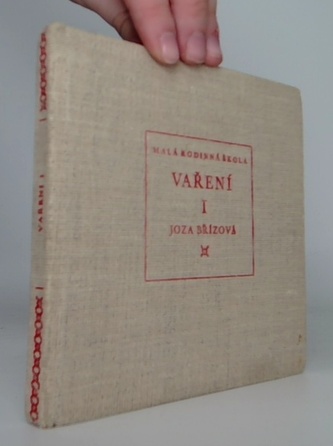 MALÁ RODINNÁ ŠKOLA
VAŘENÍ
I
JOZA BŘÍZOVÁ
VAŘENÍ I